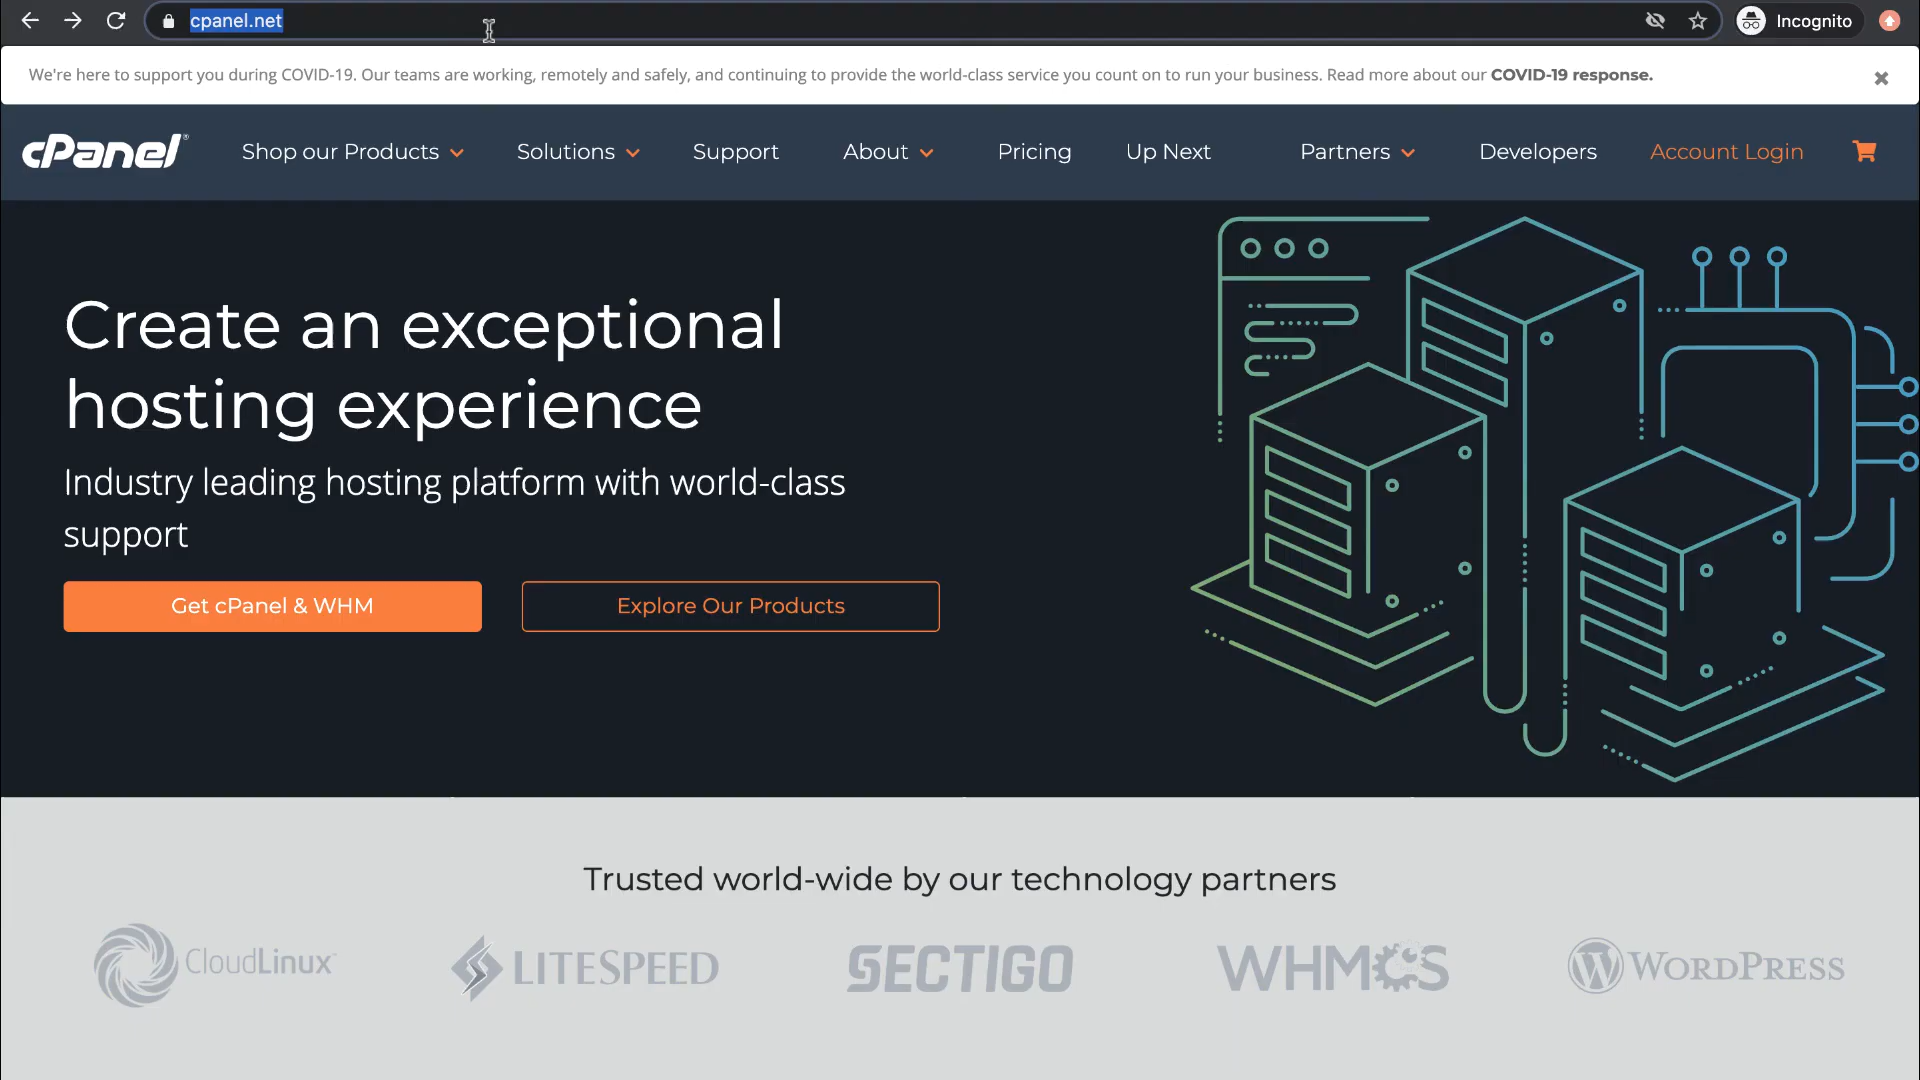 cpanel.net
Incognito
We're here to support you during COVID-19. Our teams are working, remotely and safely, and continuing to provide the world-class service you count on to run your business. Read more about our COVID-19 response.
cPanel®
Shop our Products
Solutions
Support
About
Pricing
Up Next
Partners
Developers
Account Login
Create an exceptional
hosting experience
Industry leading hosting platform with world-class
support
Get cPanel & WHM
Explore Our Products
Trusted world-wide by our technology partners
CloudLinux
LITESPEED
SECTIGO
WHMCS
WORDPRESS